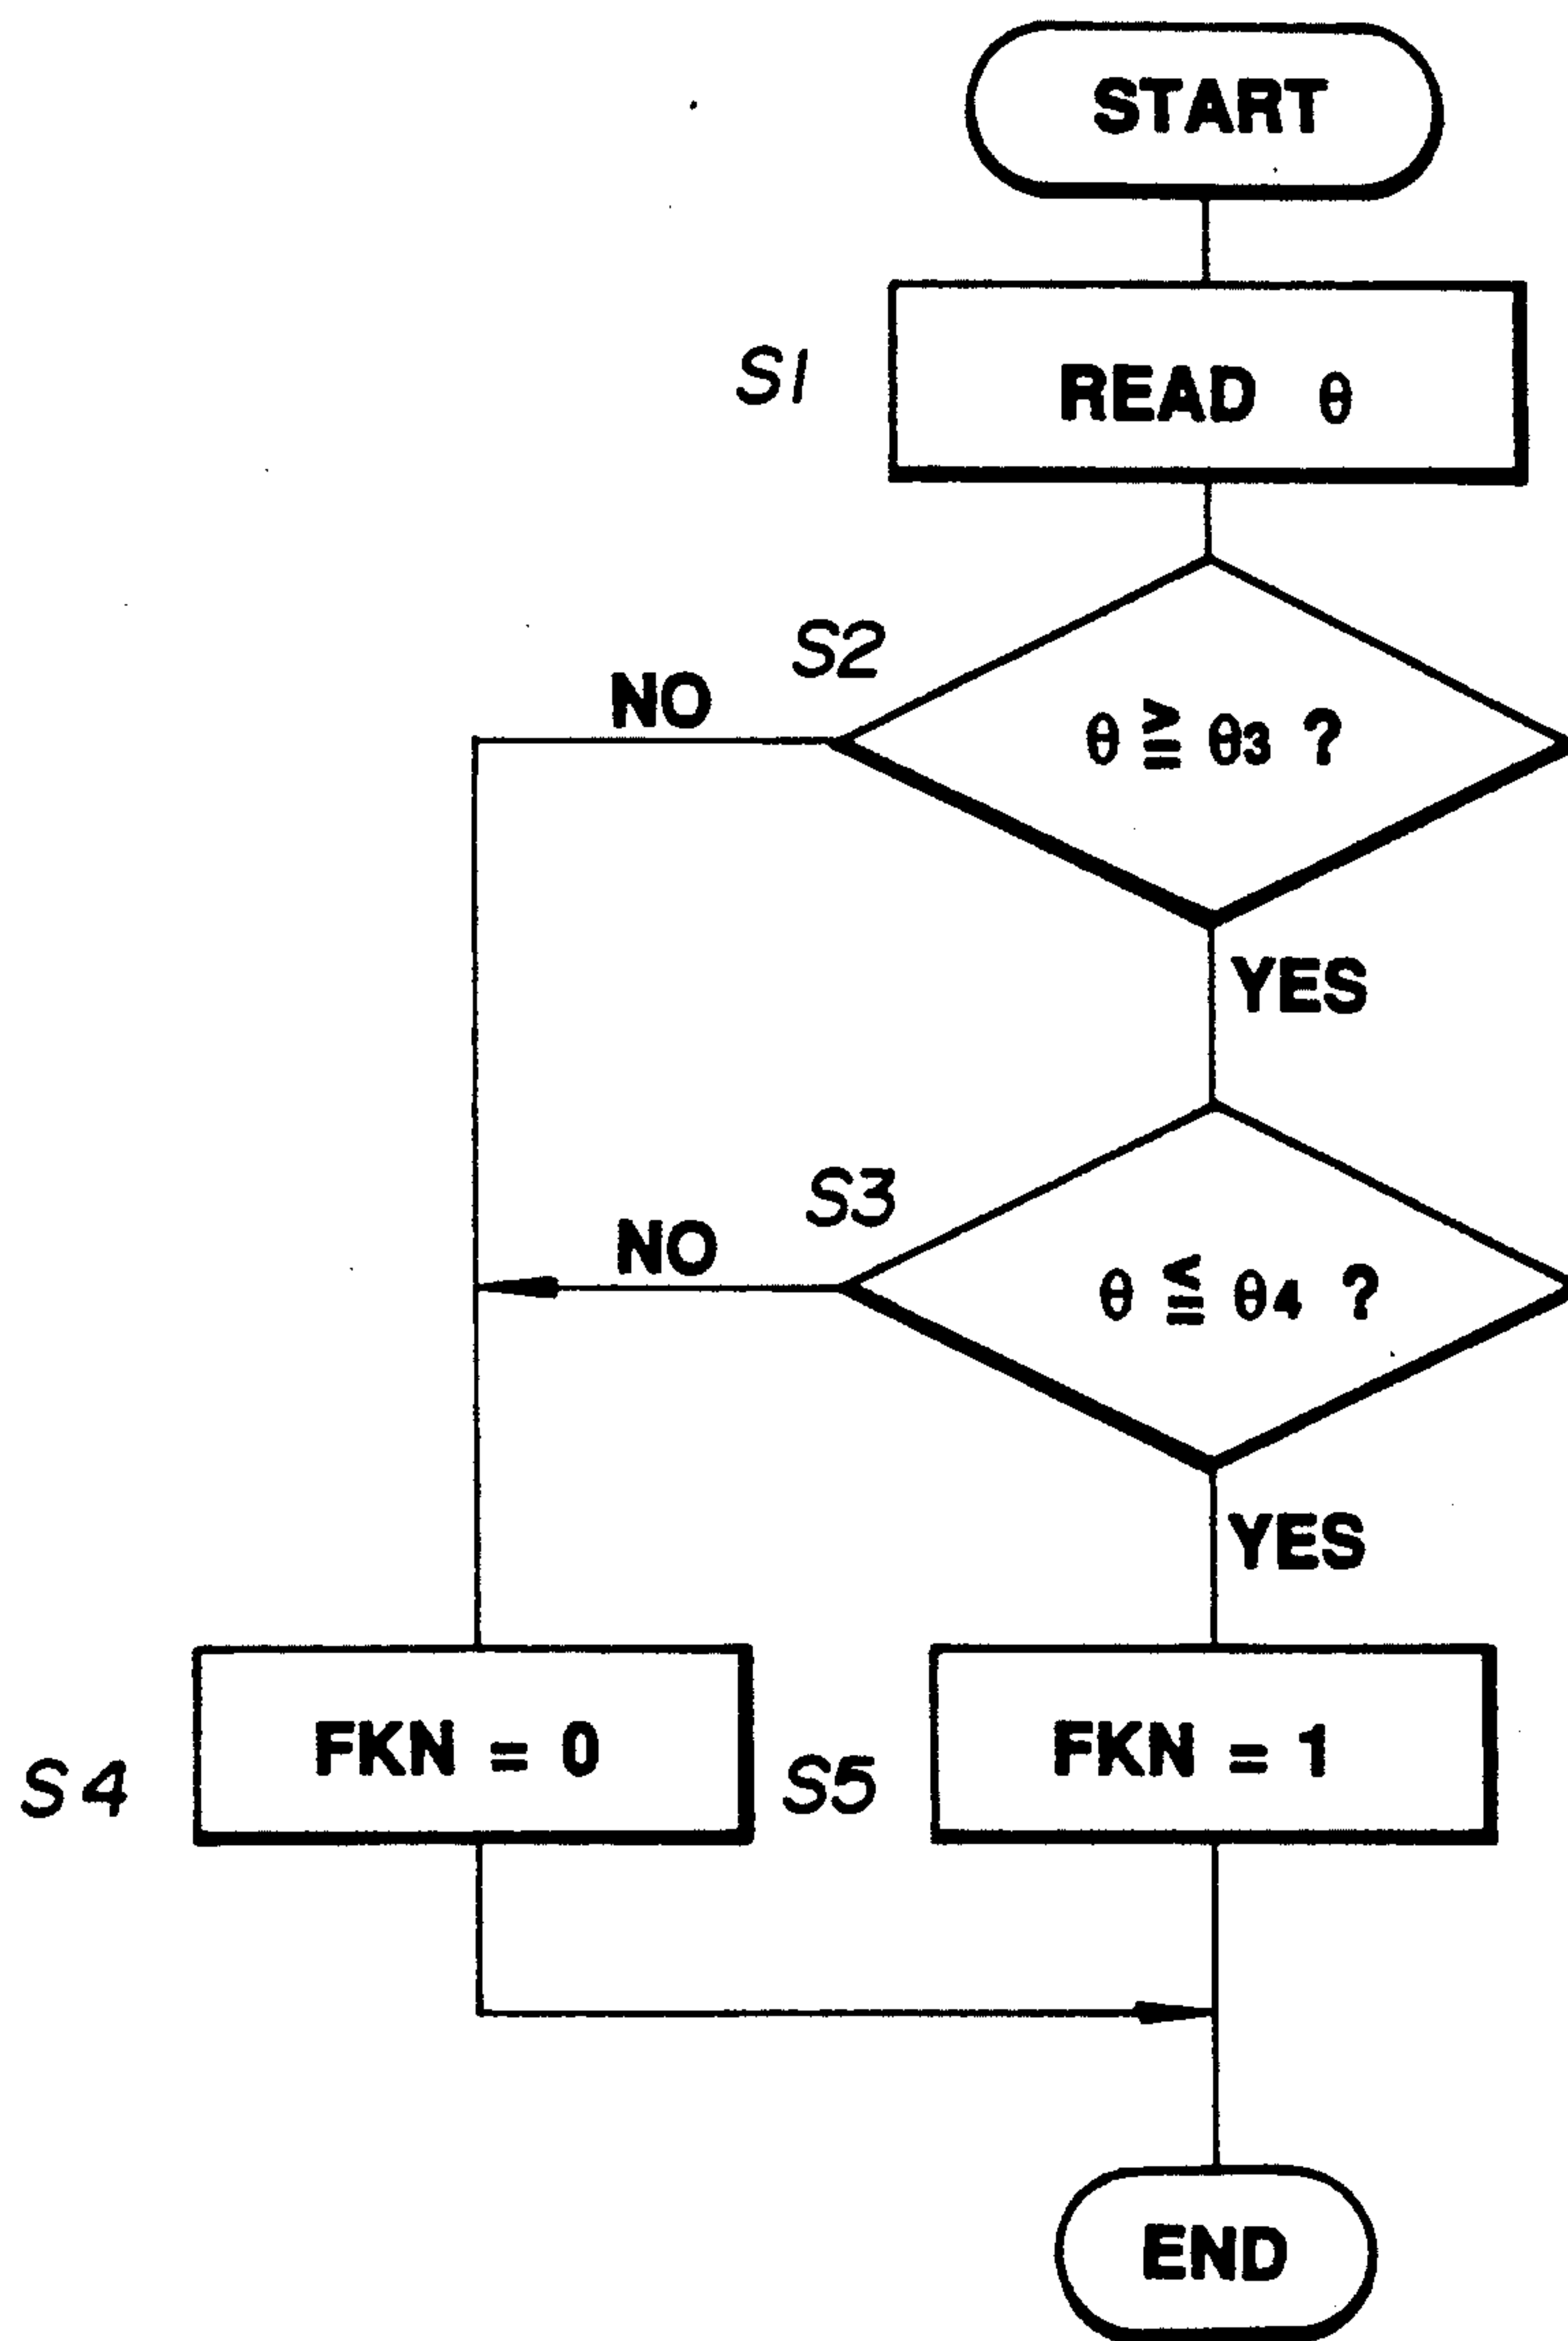 START
S1
READ θ
S2
NO
θ ≧ θ3 ?
YES
S3
NO
θ ≦ θ4 ?
YES
S4
FKN = 0
S5
FKN = 1
END